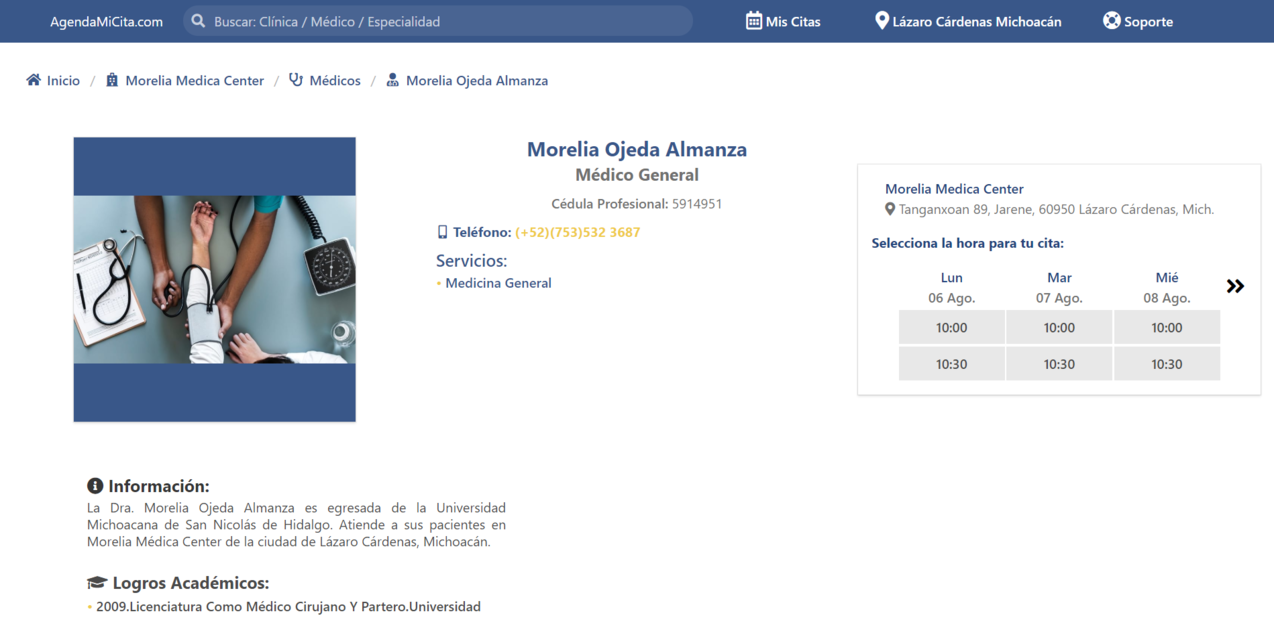 AgendaMiCita.com
Buscar: Clínica / Médico / Especialidad
Mis Citas
Lázaro Cárdenas Michoacán
Soporte
Inicio / Morelia Medica Center / Médicos / Morelia Ojeda Almanza
Morelia Ojeda Almanza
Médico General
Cédula Profesional: 5914951
Teléfono: (+52)(753)532 3687
Servicios:
Medicina General
Morelia Medica Center
Tanganxoan 89, Jarene, 60950 Lázaro Cárdenas, Mich.
Selecciona la hora para tu cita:
Lun Mar Mié
06 Ago. 07 Ago. 08 Ago.
10:00 10:00 10:00
10:30 10:30 10:30
Información:
La Dra. Morelia Ojeda Almanza es egresada de la Universidad
Michoacana de San Nicolás de Hidalgo. Atiende a sus pacientes en
Morelia Médica Center de la ciudad de Lázaro Cárdenas, Michoacán.
Logros Académicos:
2009.Licenciatura Como Médico Cirujano Y Partero.Universidad